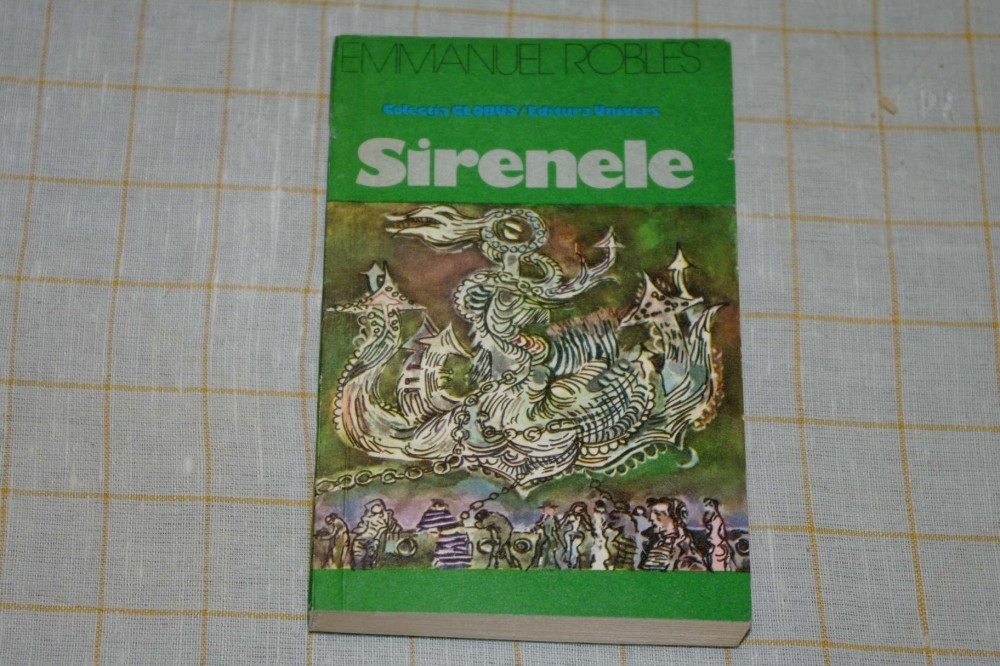 EMMANUEL ROBLES
Colecția GLOBUS/Editura Univers
Sirenele